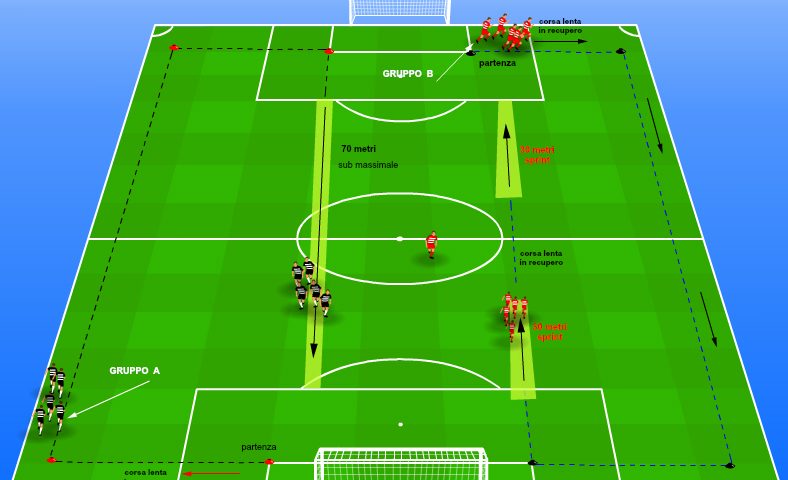 corsa lenta
in recupero
partenza
GRUPPO B
70 metri
sub massimale
30 metri
sprint
corsa lenta
in recupero
30 metri
sprint
GRUPPO A
partenza
corsa lenta